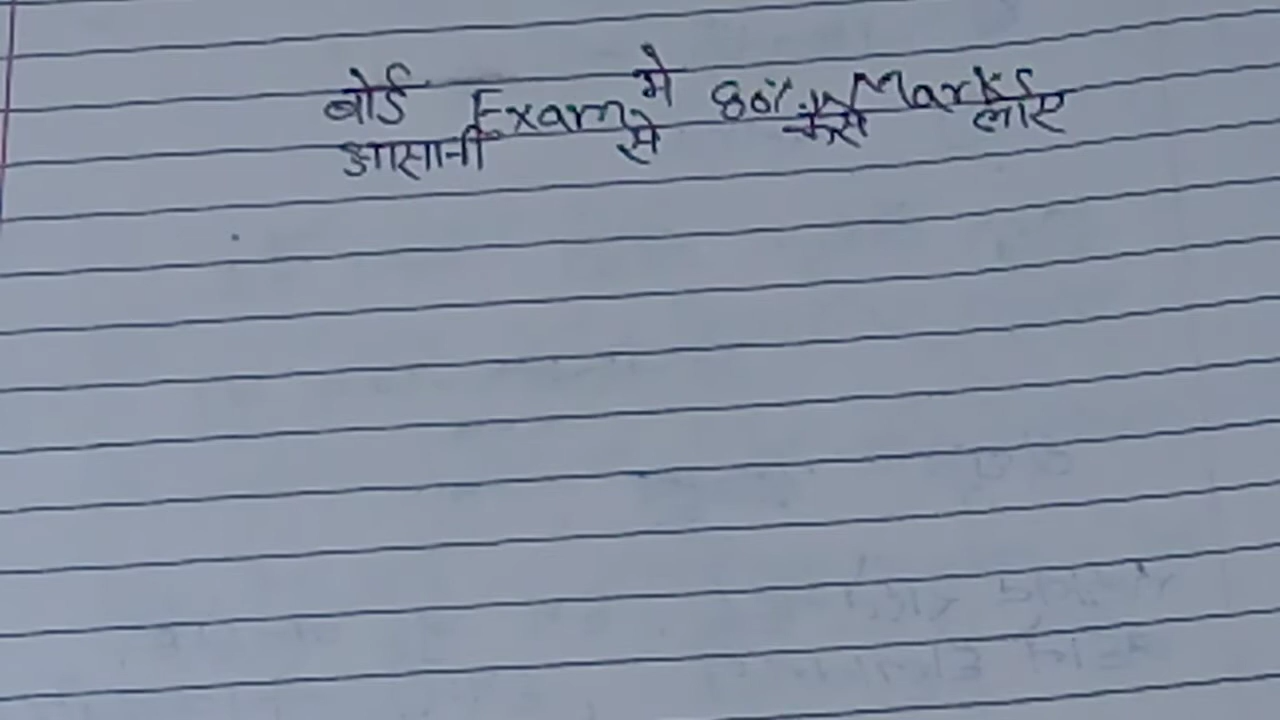 बोर्ड Exam में 80% Marks
आसानी से कैसे लाए